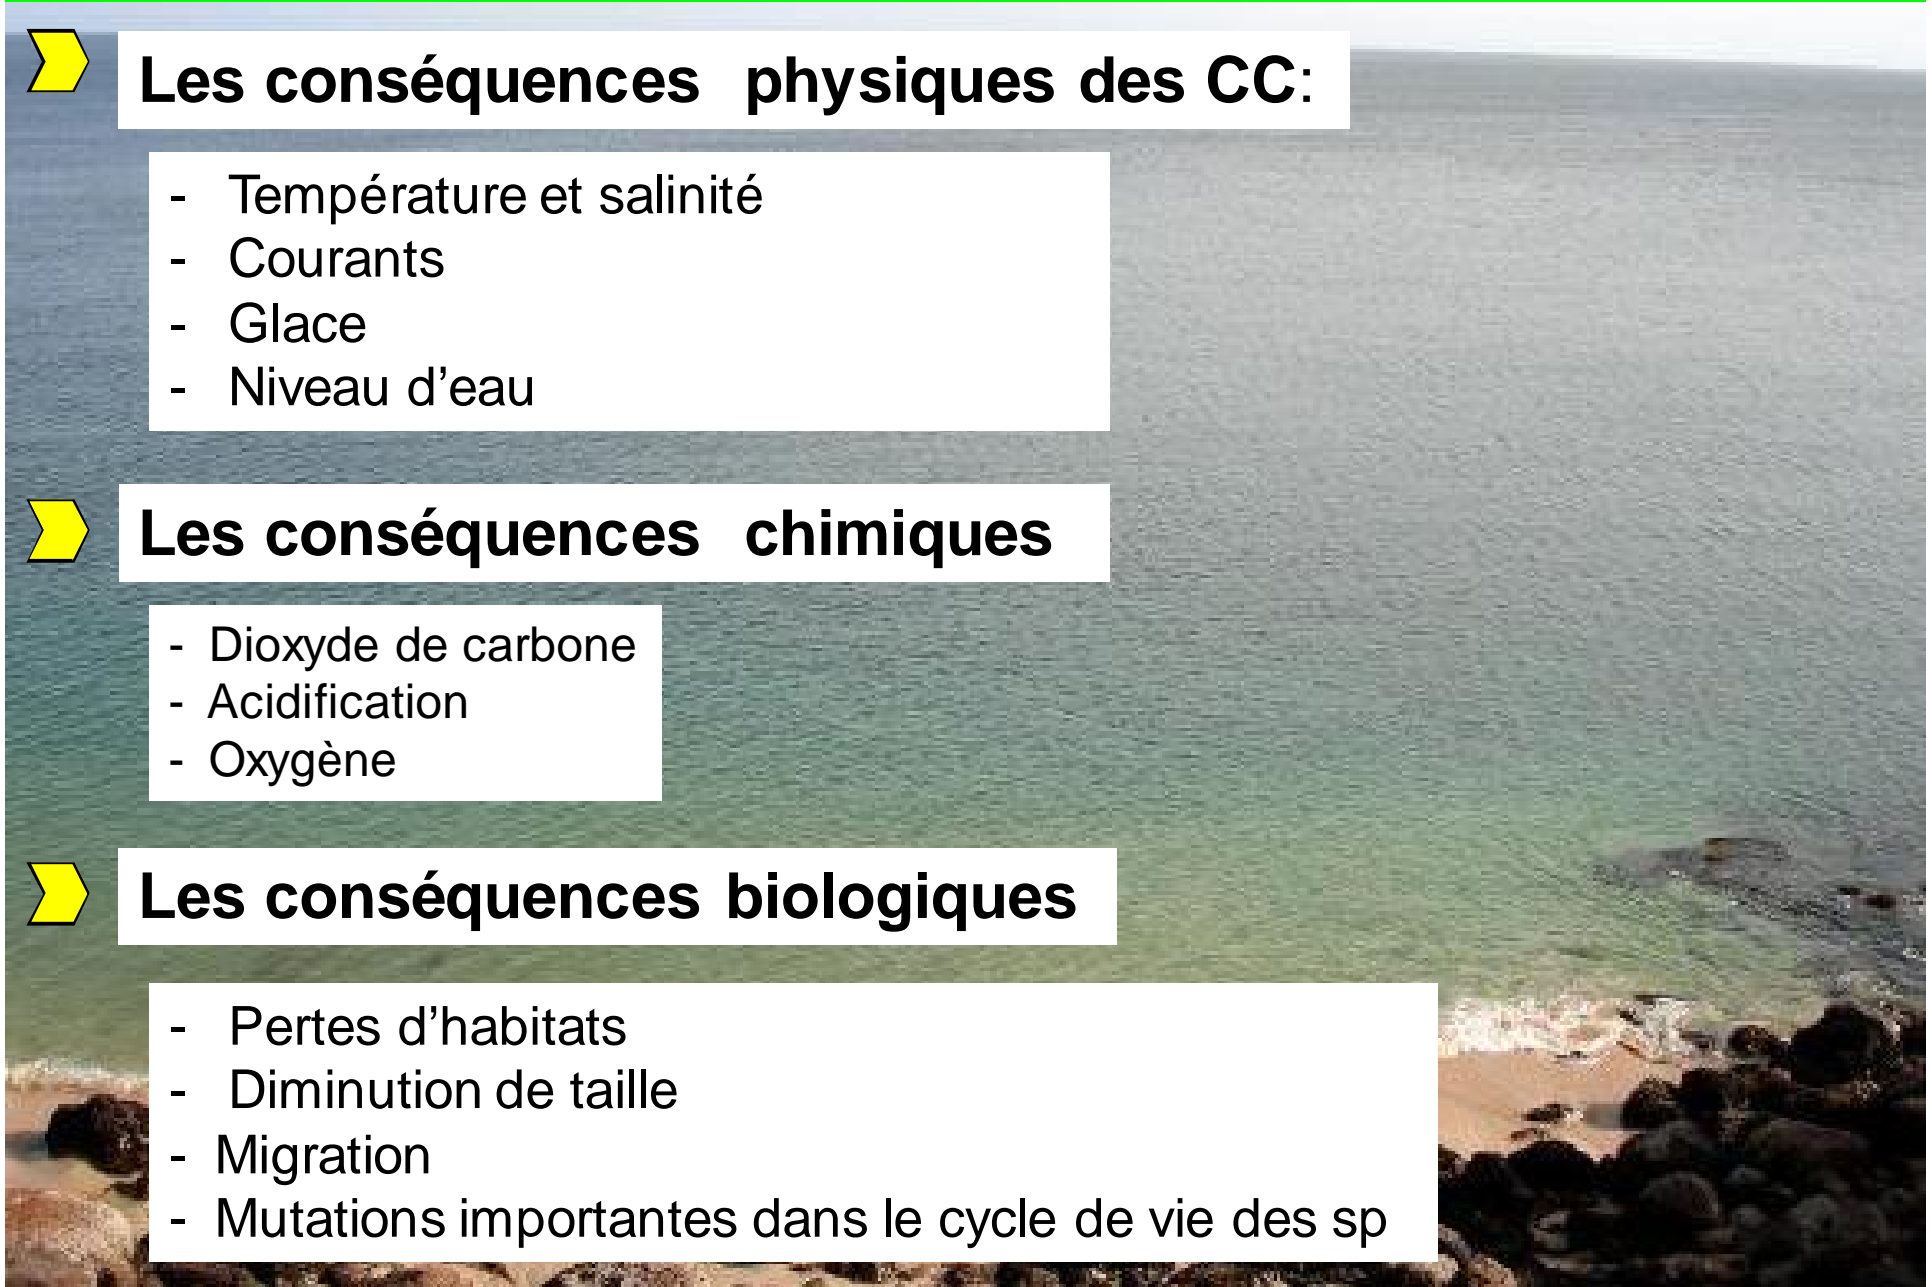 Les conséquences physiques des CC:
- Température et salinité
- Courants
- Glace
- Niveau d’eau
Les conséquences chimiques
- Dioxyde de carbone
- Acidification
- Oxygène
Les conséquences biologiques
- Pertes d’habitats
- Diminution de taille
- Migration
- Mutations importantes dans le cycle de vie des sp